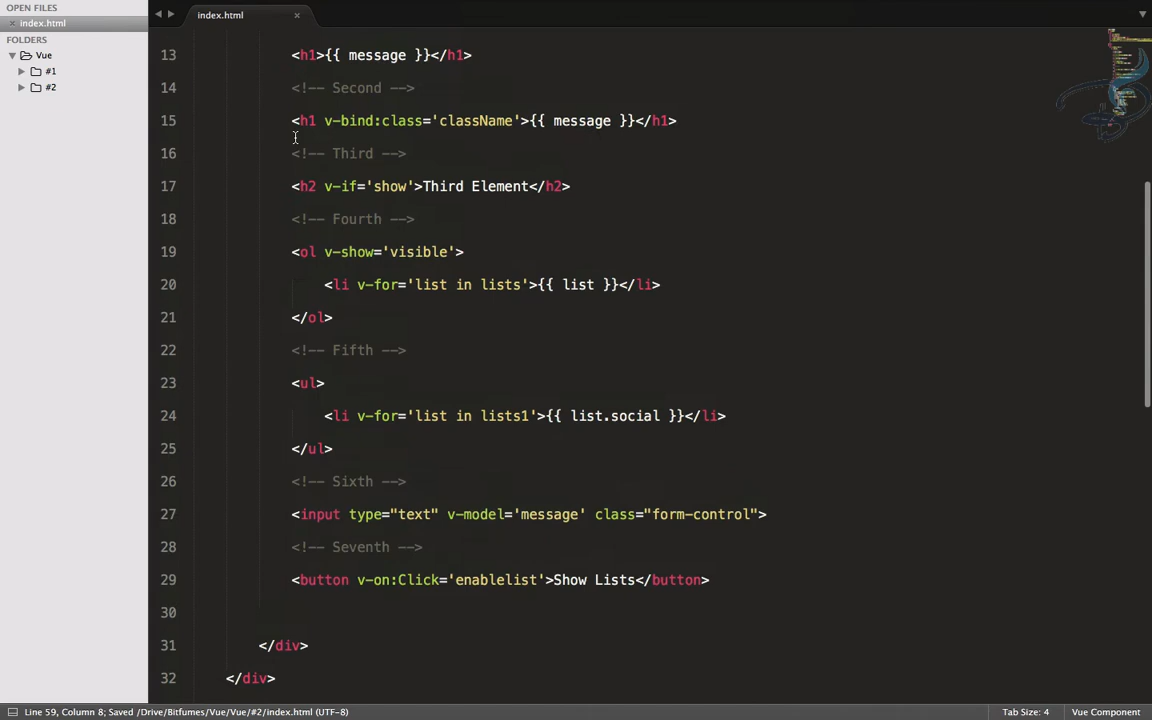 OPEN FILES
× index.html
FOLDERS
Vue
#1
#2
index.html ×
13 <h1>{{ message }}</h1>
14 <!-- Second -->
15 <h1 v-bind:class='className'>{{ message }}</h1>
16 <!-- Third -->
17 <h2 v-if='show'>Third Element</h2>
18 <!-- Fourth -->
19 <ol v-show='visible'>
20 <li v-for='list in lists'>{{ list }}</li>
21 </ol>
22 <!-- Fifth -->
23 <ul>
24 <li v-for='list in lists1'>{{ list.social }}</li>
25 </ul>
26 <!-- Sixth -->
27 <input type="text" v-model='message' class="form-control">
28 <!-- Seventh -->
29 <button v-on:Click='enablelist'>Show Lists</button>
30
31 </div>
32 </div>
Line 59, Column 8; Saved /Drive/Bitfumes/Vue/Vue/#2/index.html (UTF-8) Tab Size: 4 Vue Component